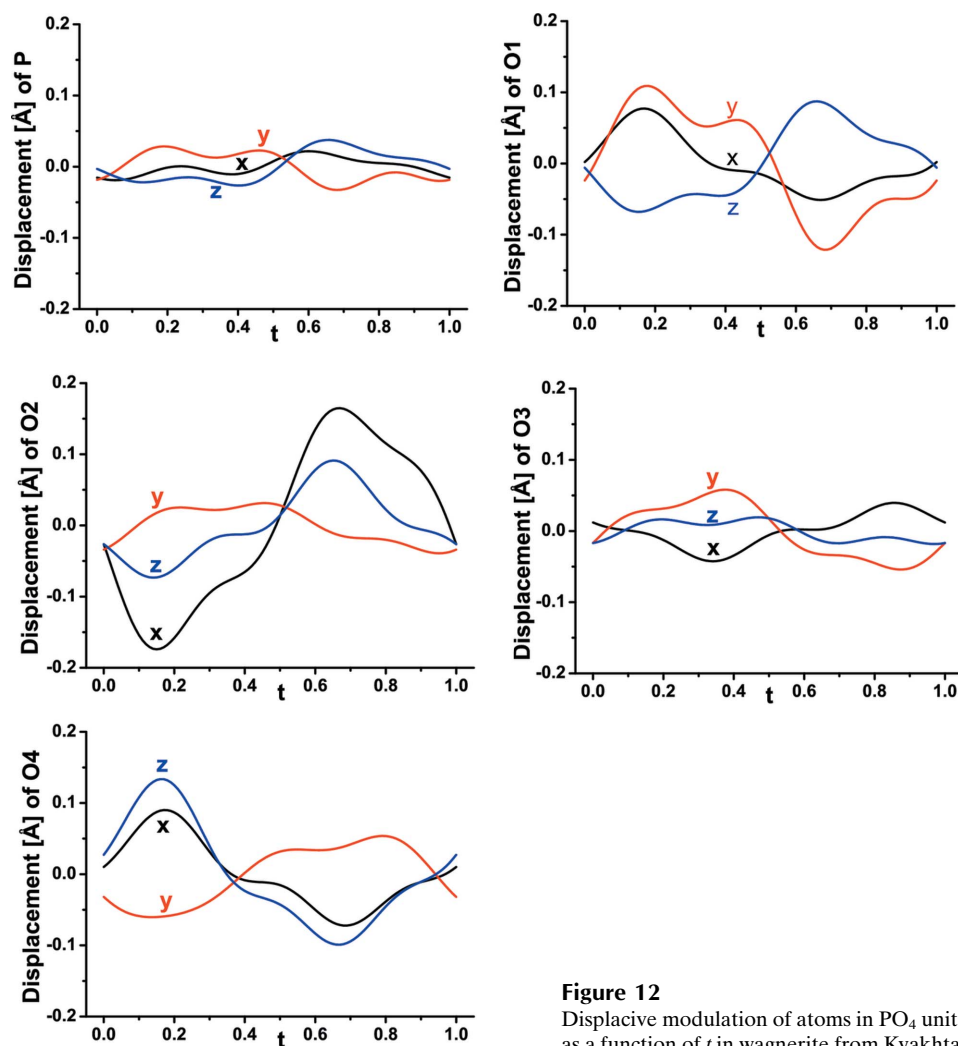 Displacement [Å] of P
0.2
0.1
0.0
-0.1
-0.2
y
x
z
0.0 0.2 0.4 0.6 0.8 1.0
t
Displacement [Å] of O1
0.2
0.1
0.0
-0.1
-0.2
y
x
z
0.0 0.2 0.4 0.6 0.8 1.0
t
Displacement [Å] of O2
0.2
0.1
0.0
-0.1
-0.2
y
z
x
0.0 0.2 0.4 0.6 0.8 1.0
t
Displacement [Å] of O3
0.2
0.1
0.0
-0.1
-0.2
y
z
x
0.0 0.2 0.4 0.6 0.8 1.0
t
Displacement [Å] of O4
0.2
0.1
0.0
-0.1
-0.2
z
x
y
0.0 0.2 0.4 0.6 0.8 1.0
t
Figure 12
Displacive modulation of atoms in PO₄ unit
as a function of t in wagnerite from Kyakhta